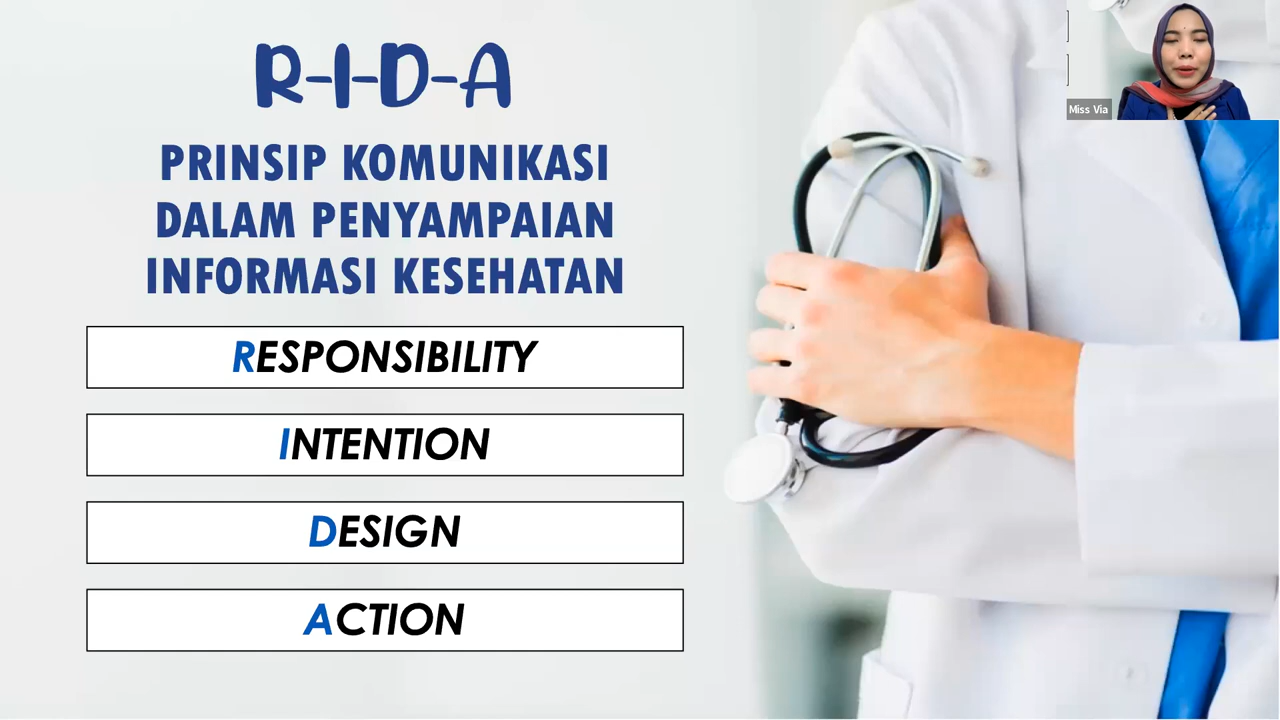 R-I-D-A
PRINSIP KOMUNIKASI
DALAM PENYAMPAIAN
INFORMASI KESEHATAN
RESPONSIBILITY
INTENTION
DESIGN
ACTION
Miss Via